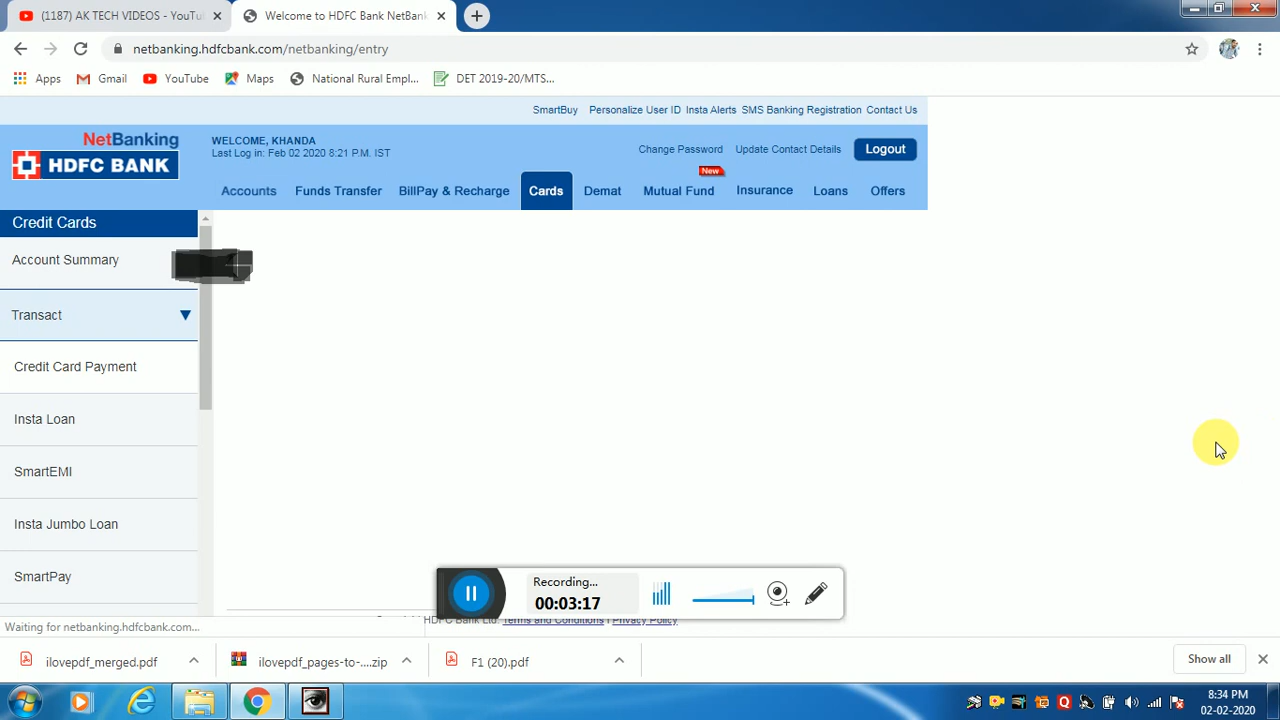 (1187) AK TECH VIDEOS - YouTu
Welcome to HDFC Bank NetBank
netbanking.hdfcbank.com/netbanking/entry
Apps
Gmail
YouTube
Maps
National Rural Empl...
DET 2019-20/MTS...
SmartBuy Personalize User ID Insta Alerts SMS Banking Registration Contact Us
NetBanking
HDFC BANK
WELCOME, KHANDA
Last Log in: Feb 02 2020 8:21 P.M. IST
Change Password Update Contact Details Logout
New
Accounts Funds Transfer BillPay & Recharge Cards Demat Mutual Fund Insurance Loans Offers
Credit Cards
Account Summary
Transact
Credit Card Payment
Insta Loan
SmartEMI
Insta Jumbo Loan
SmartPay
Recording...
00:03:17
HDFC Bank Ltd. Terms and Conditions | Privacy Policy
Waiting for netbanking.hdfcbank.com...
ilovepdf_merged.pdf
ilovepdf_pages-to-....zip
F1 (20).pdf
Show all
8:34 PM
02-02-2020